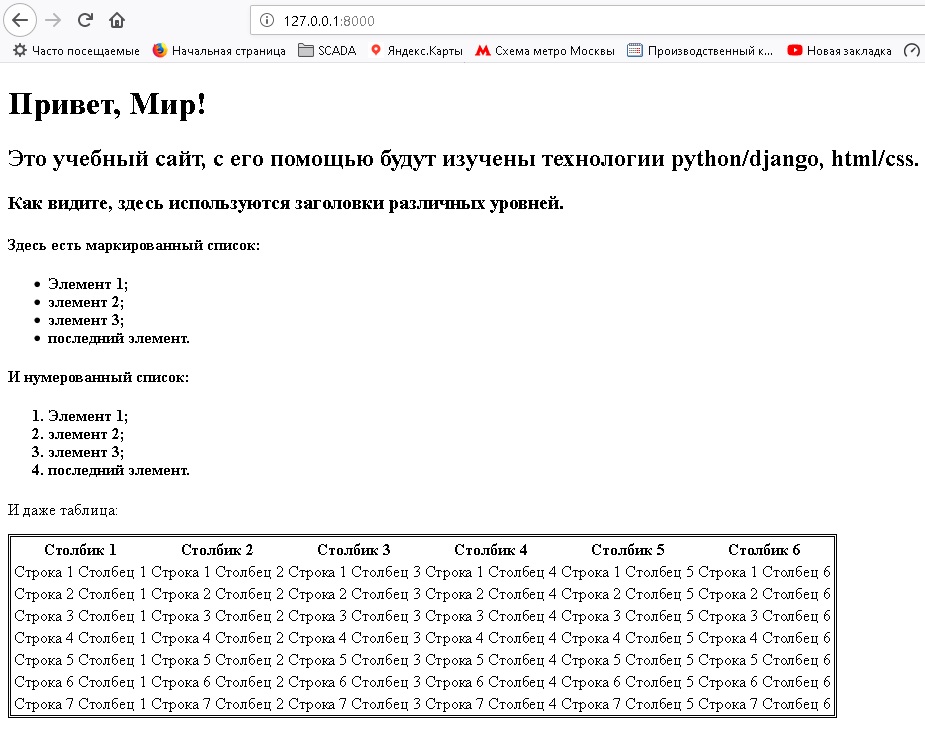 127.0.0.1:8000
Часто посещаемые Начальная страница SCADA Яндекс.Карты Схема метро Москвы Производственный к... Новая закладка
Привет, Мир!
Это учебный сайт, с его помощью будут изучены технологии python/django, html/css.
Как видите, здесь используются заголовки различных уровней.
Здесь есть маркированный список:
• Элемент 1;
• элемент 2;
• элемент 3;
• последний элемент.
И нумерованный список:
1. Элемент 1;
2. элемент 2;
3. элемент 3;
4. последний элемент.
И даже таблица:
Столбик 1 Столбик 2 Столбик 3 Столбик 4 Столбик 5 Столбик 6
Строка 1 Столбец 1 Строка 1 Столбец 2 Строка 1 Столбец 3 Строка 1 Столбец 4 Строка 1 Столбец 5 Строка 1 Столбец 6
Строка 2 Столбец 1 Строка 2 Столбец 2 Строка 2 Столбец 3 Строка 2 Столбец 4 Строка 2 Столбец 5 Строка 2 Столбец 6
Строка 3 Столбец 1 Строка 3 Столбец 2 Строка 3 Столбец 3 Строка 3 Столбец 4 Строка 3 Столбец 5 Строка 3 Столбец 6
Строка 4 Столбец 1 Строка 4 Столбец 2 Строка 4 Столбец 3 Строка 4 Столбец 4 Строка 4 Столбец 5 Строка 4 Столбец 6
Строка 5 Столбец 1 Строка 5 Столбец 2 Строка 5 Столбец 3 Строка 5 Столбец 4 Строка 5 Столбец 5 Строка 5 Столбец 6
Строка 6 Столбец 1 Строка 6 Столбец 2 Строка 6 Столбец 3 Строка 6 Столбец 4 Строка 6 Столбец 5 Строка 6 Столбец 6
Строка 7 Столбец 1 Строка 7 Столбец 2 Строка 7 Столбец 3 Строка 7 Столбец 4 Строка 7 Столбец 5 Строка 7 Столбец 6